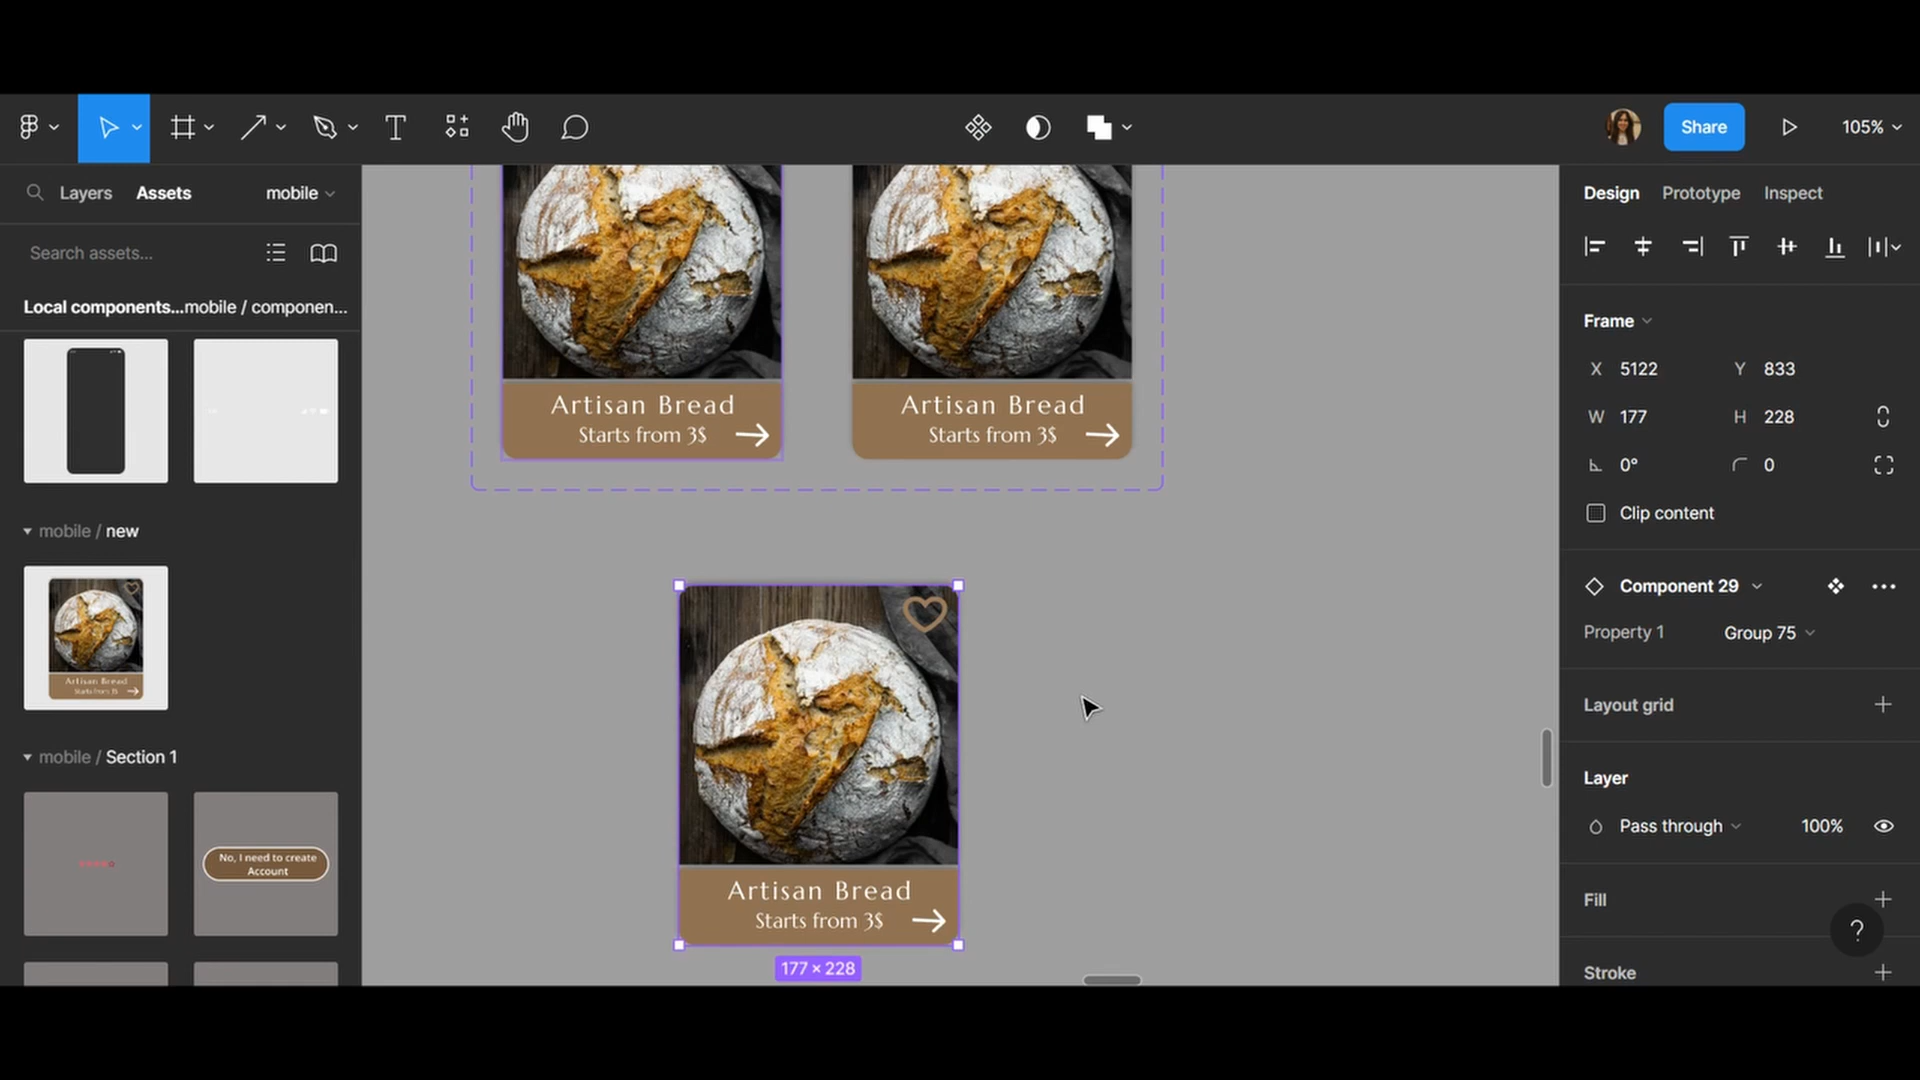 Share
105%
Layers
Assets
mobile
Search assets...
Local components...mobile / componen...
mobile / new
Artisan Bread
Starts from 3$
mobile / Section 1
No, I need to create
Account
Artisan Bread
Starts from 3$
Artisan Bread
Starts from 3$
Artisan Bread
Starts from 3$
177 × 228
Design
Prototype
Inspect
Frame
X 5122
Y 833
W 177
H 228
0°
0
Clip content
Component 29
Property 1
Group 75
Layout grid
Layer
Pass through
100%
Fill
?
Stroke